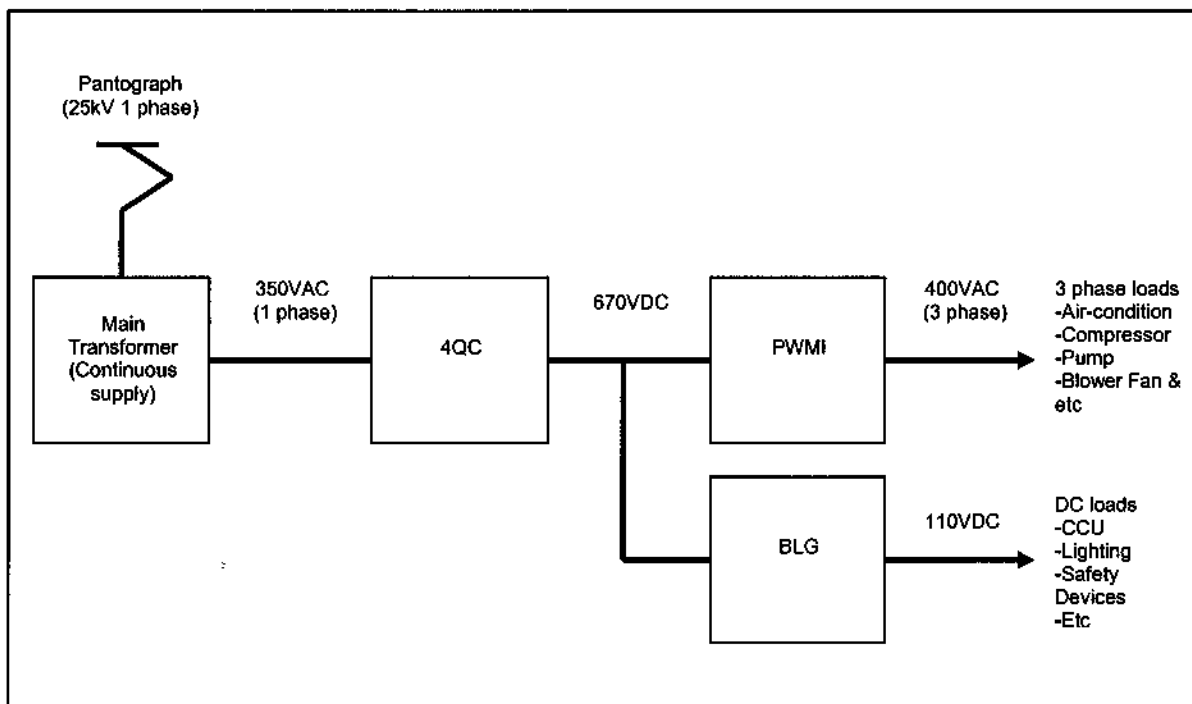 Pantograph
(25kV 1 phase)
Main
Transformer
(Continuous
supply)
350VAC
(1 phase)
4QC
670VDC
PWMI
400VAC
(3 phase)
3 phase loads
-Air-condition
-Compressor
-Pump
-Blower Fan &
etc
BLG
110VDC
DC loads
-CCU
-Lighting
-Safety
Devices
-Etc